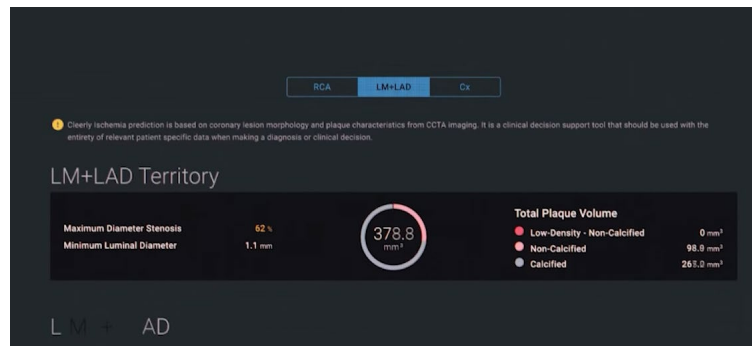 RCA LM+LAD Cx
Cleerly ischemia prediction is based on coronary lesion morphology and plaque characteristics from CCTA imaging. It is a clinical decision support tool that should be used with the
entirety of relevant patient specific data when making a diagnosis or clinical decision.
LM+LAD Territory
Maximum Diameter Stenosis 62 %
Minimum Luminal Diameter 1.1 mm
378.8
mm³
Total Plaque Volume
Low-Density - Non-Calcified 0 mm³
Non-Calcified mm³
Calcified mm³
L M + AD